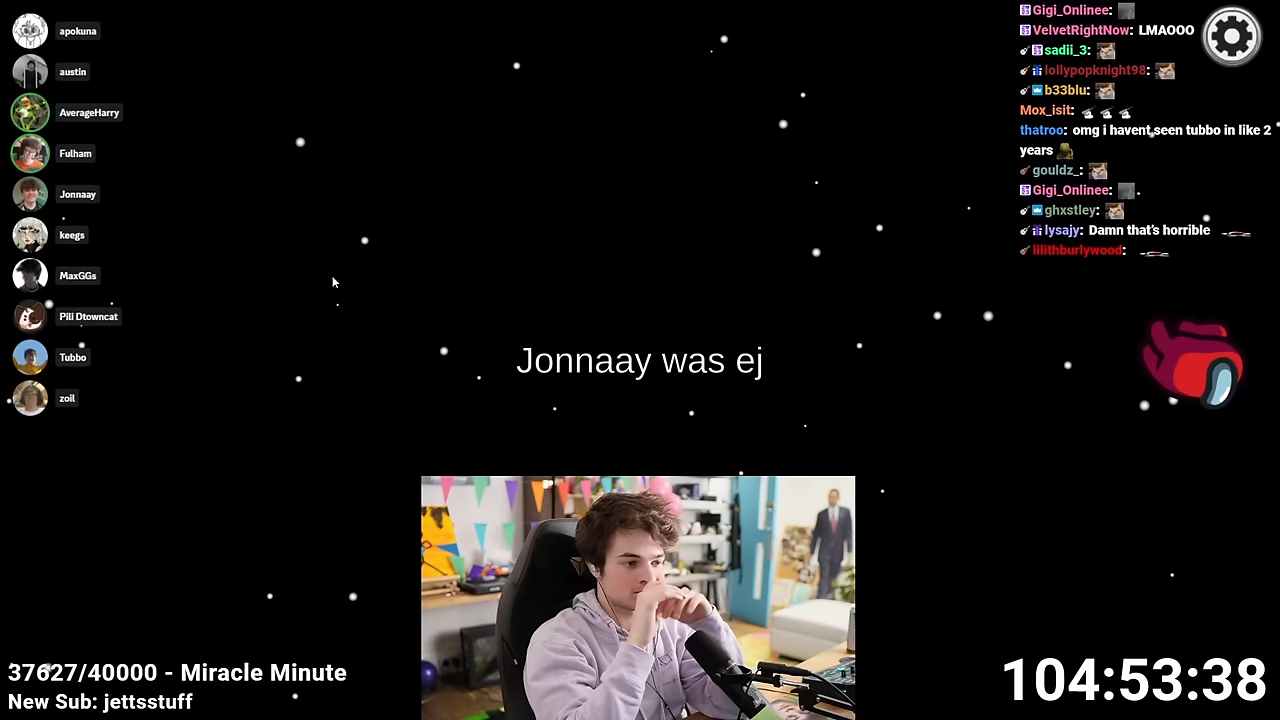 apokuna
austin
AverageHarry
Fulham
Jonnaay
keegs
MaxGGs
Pili Dtowncat
Tubbo
zoil
Gigi_Onlinee:
VelvetRightNow: LMAOOO
sadii_3:
lollypopknight98:
b33blu:
Mox_isit:
thatroo: omg i havent seen tubbo in like 2
years
gouldz_:
Gigi_Onlinee: .
ghxstley:
lysajy: Damn that's horrible
lilithburlywood:
Jonnaay was ej
37627/40000 - Miracle Minute
New Sub: jettsstuff
104:53:38